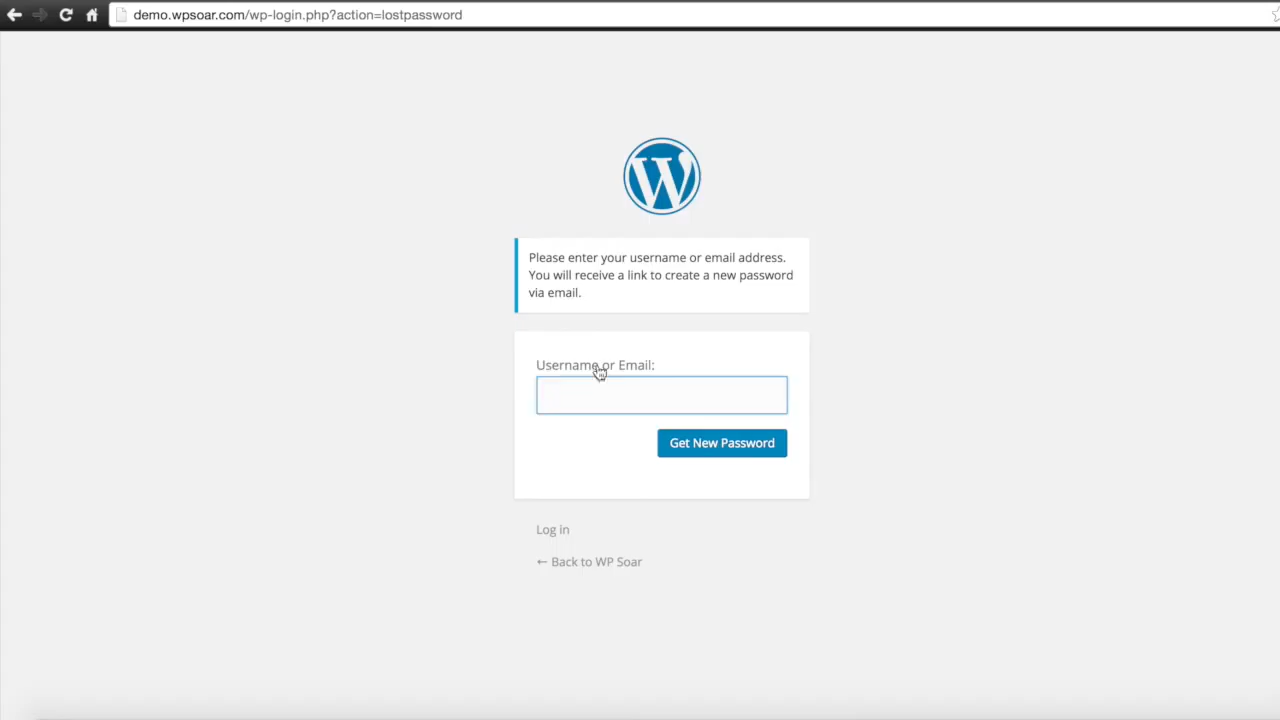 demo.wpsoar.com/wp-login.php?action=lostpassword
W
Please enter your username or email address.
You will receive a link to create a new password
via email.
Username or Email:
Get New Password
Log in
← Back to WP Soar